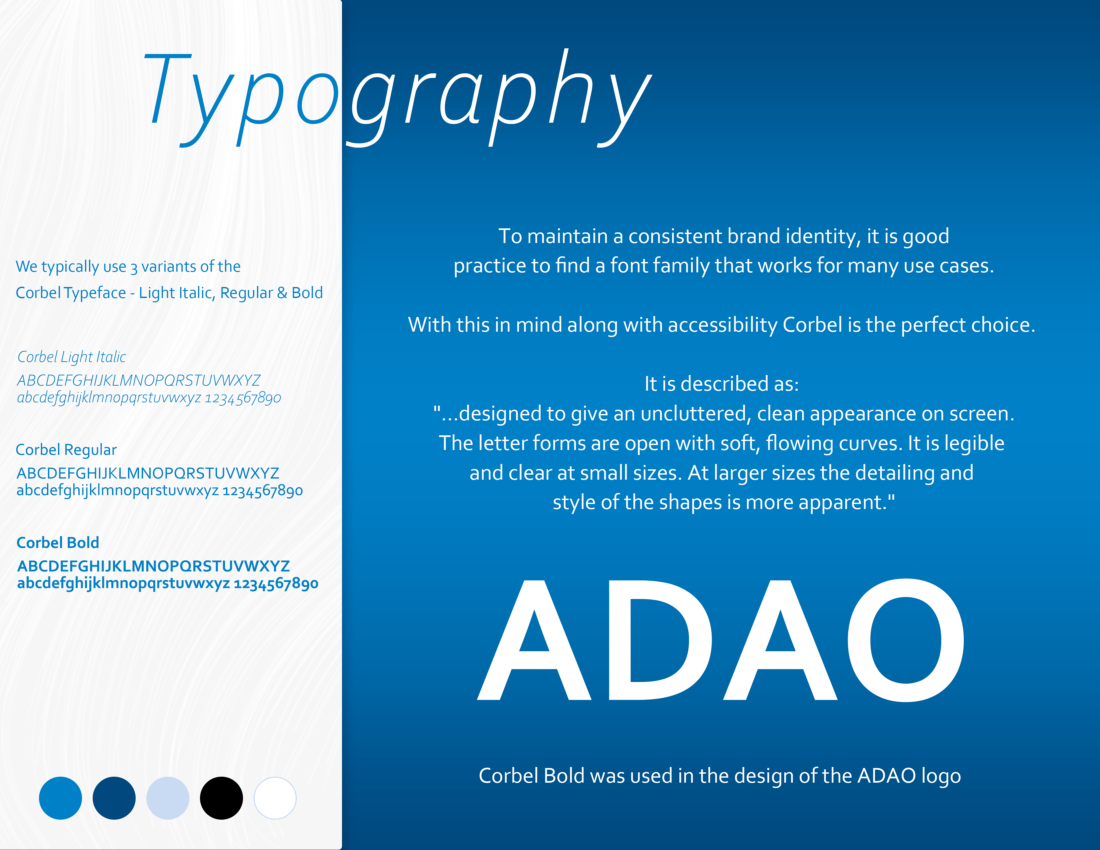 Typography
We typically use 3 variants of the
Corbel Typeface - Light Italic, Regular & Bold
Corbel Light Italic
ABCDEFGHIJKLMNOPQRSTUVWXYZ
abcdefghijklmnopqrstuvwxyz 1234567890
Corbel Regular
ABCDEFGHIJKLMNOPQRSTUVWXYZ
abcdefghijklmnopqrstuvwxyz 1234567890
Corbel Bold
ABCDEFGHIJKLMNOPQRSTUVWXYZ
abcdefghijklmnopqrstuvwxyz 1234567890
To maintain a consistent brand identity, it is good
practice to find a font family that works for many use cases.
With this in mind along with accessibility Corbel is the perfect choice.
It is described as:
"...designed to give an uncluttered, clean appearance on screen.
The letter forms are open with soft, flowing curves. It is legible
and clear at small sizes. At larger sizes the detailing and
style of the shapes is more apparent."
ADAO
Corbel Bold was used in the design of the ADAO logo